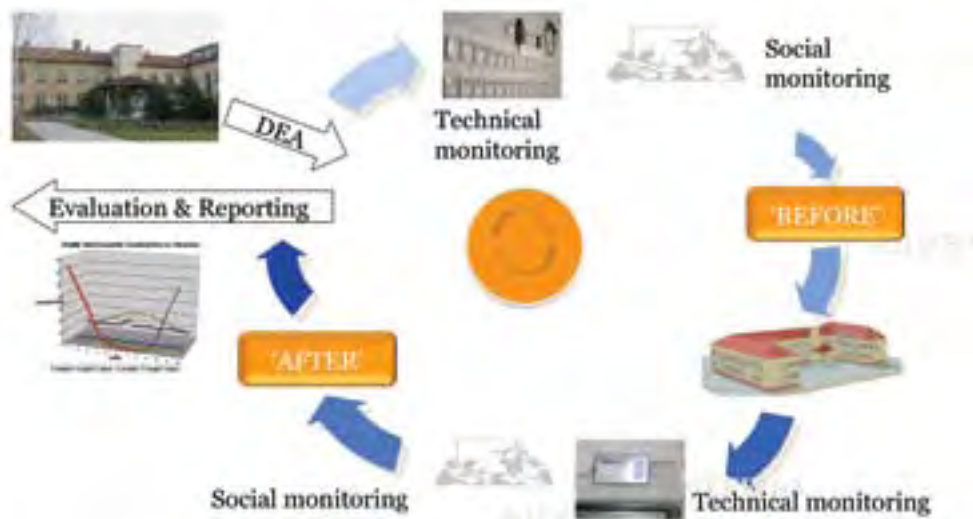 Social
monitoring
DEA
Technical
monitoring
'BEFORE'
Evaluation & Reporting
'AFTER'
Social monitoring
Technical monitoring